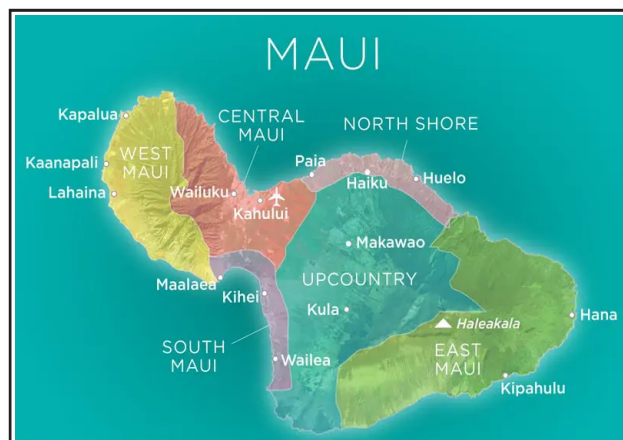 MAUI
Kapalua
CENTRAL
MAUI
NORTH SHORE
Kaanapali
WEST
MAUI
Paia
Haiku
Huelo
Lahaina
Wailuku
Kahului
Makawao
Maalaea
Kihei
UPCOUNTRY
Kula
Haleakala
Hana
SOUTH
MAUI
Wailea
EAST
MAUI
Kipahulu